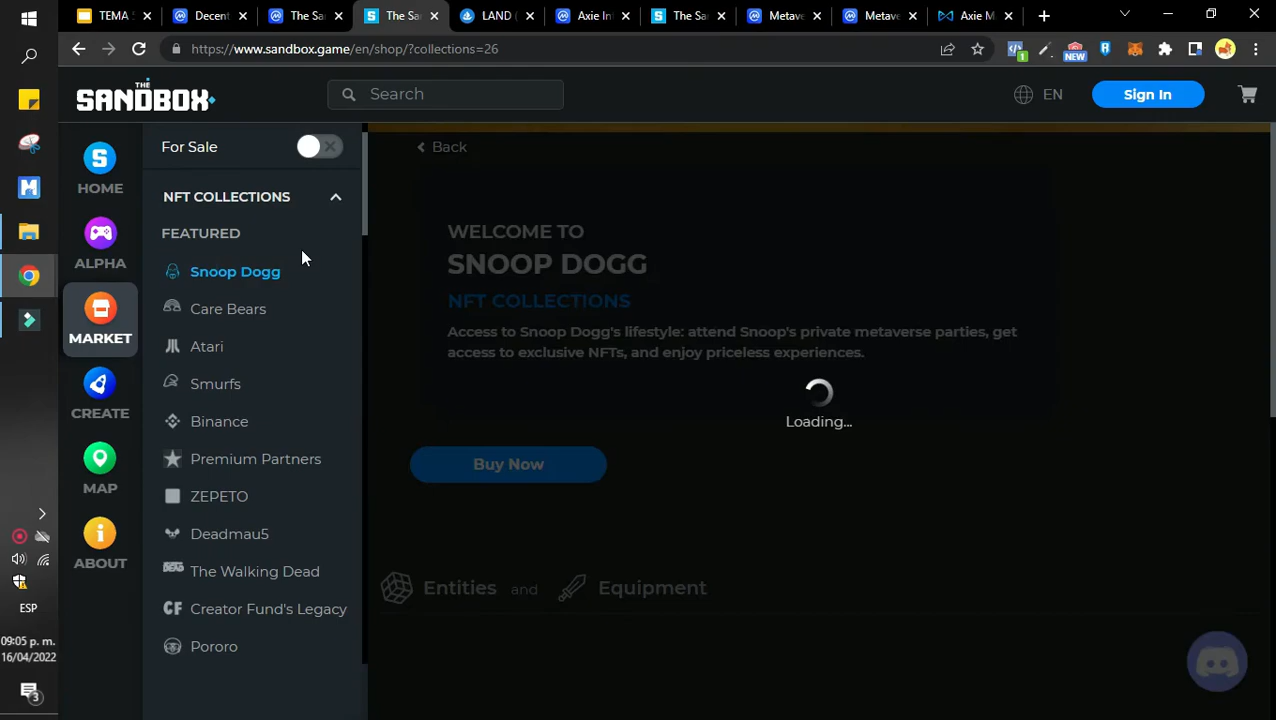 TEMA S
Decent
The Sa
The Sa
LAND (
Axie In
The Sa
Metave
Metave
Axie M
https://www.sandbox.game/en/shop/?collections=26
NEW
1
THE
SANDBOX
Search
EN
Sign In
For Sale
Back
HOME
NFT COLLECTIONS
FEATURED
WELCOME TO
SNOOP DOGG
ALPHA
Snoop Dogg
NFT COLLECTIONS
Care Bears
Access to Snoop Dogg's lifestyle: attend Snoop's private metaverse parties, get
access to exclusive NFTs, and enjoy priceless experiences.
MARKET
Atari
Smurfs
CREATE
Loading...
Binance
Premium Partners
Buy Now
MAP
ZEPETO
Deadmau5
ABOUT
The Walking Dead
Entities and Equipment
CF Creator Fund's Legacy
Pororo
ESP
09:05 p. m.
16/04/2022
3